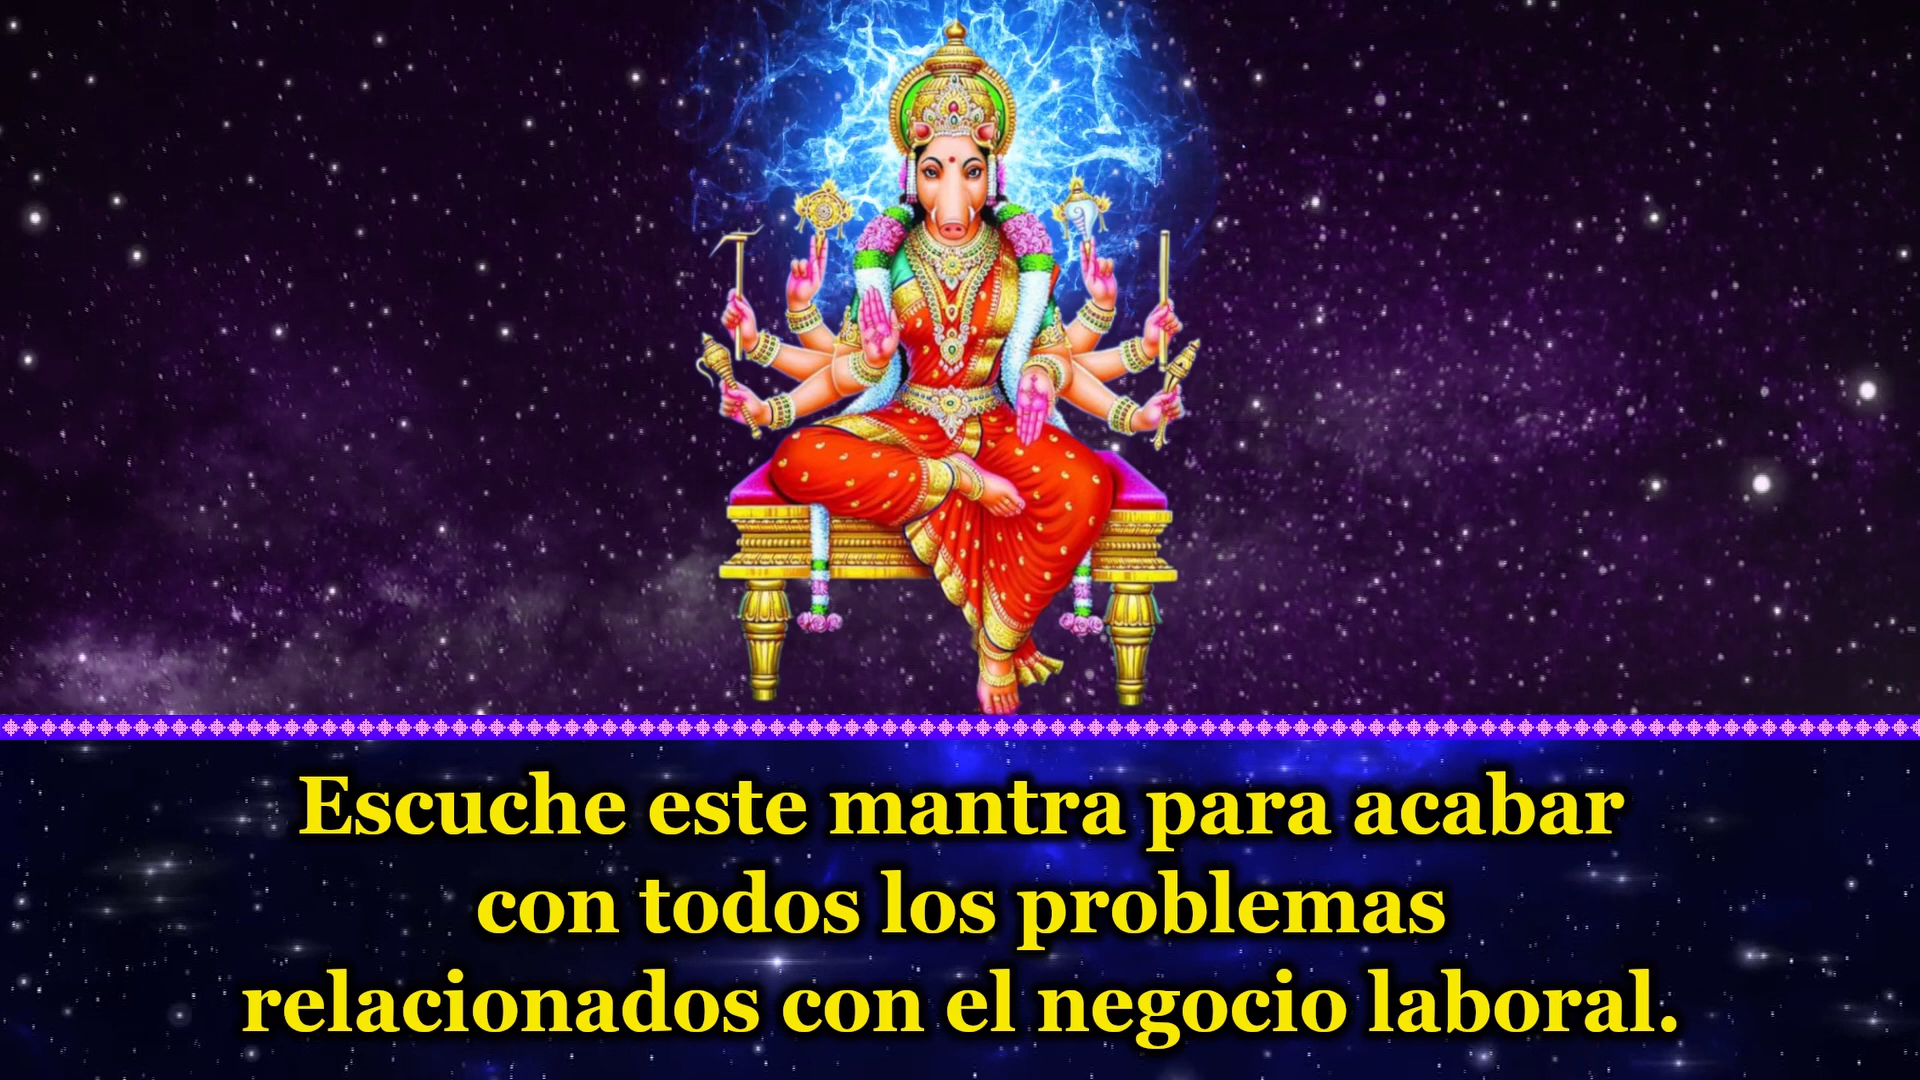 Escuche este mantra para acabar
con todos los problemas
relacionados con el negocio laboral.